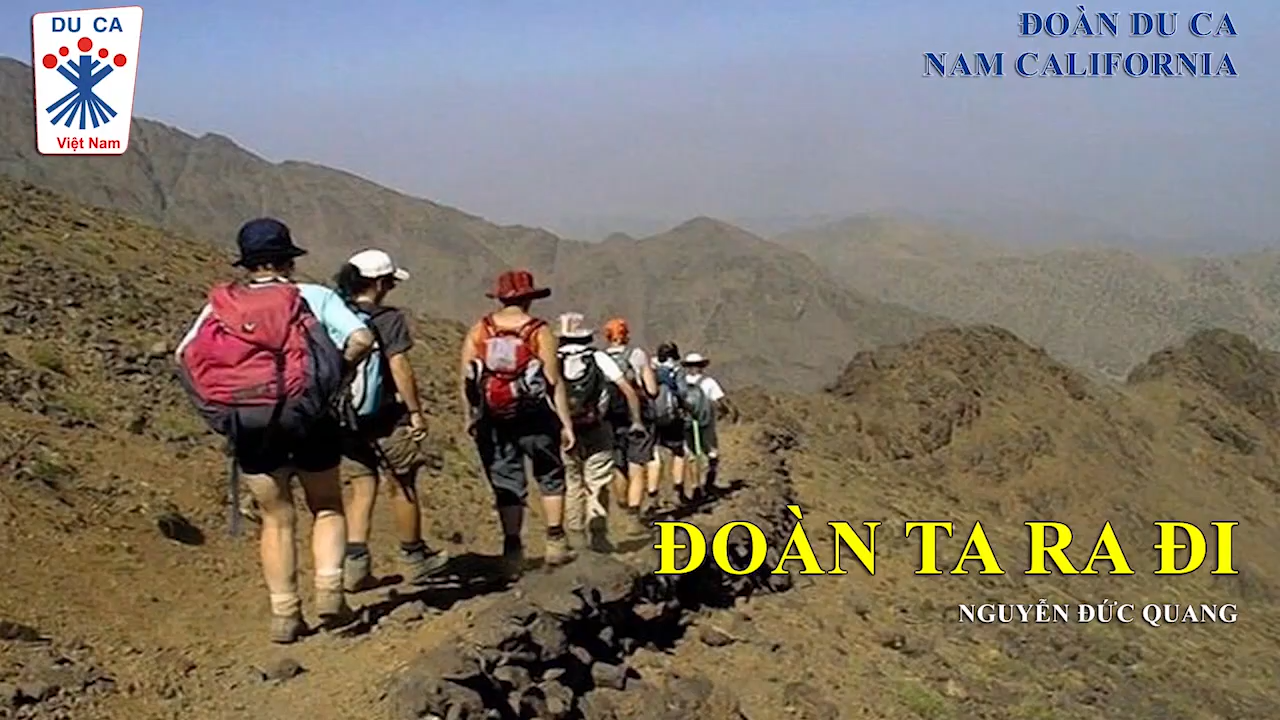 DU CA
Việt Nam
ĐOÀN DU CA
NAM CALIFORNIA
ĐOÀN TA RA ĐI
NGUYỄN ĐỨC QUANG